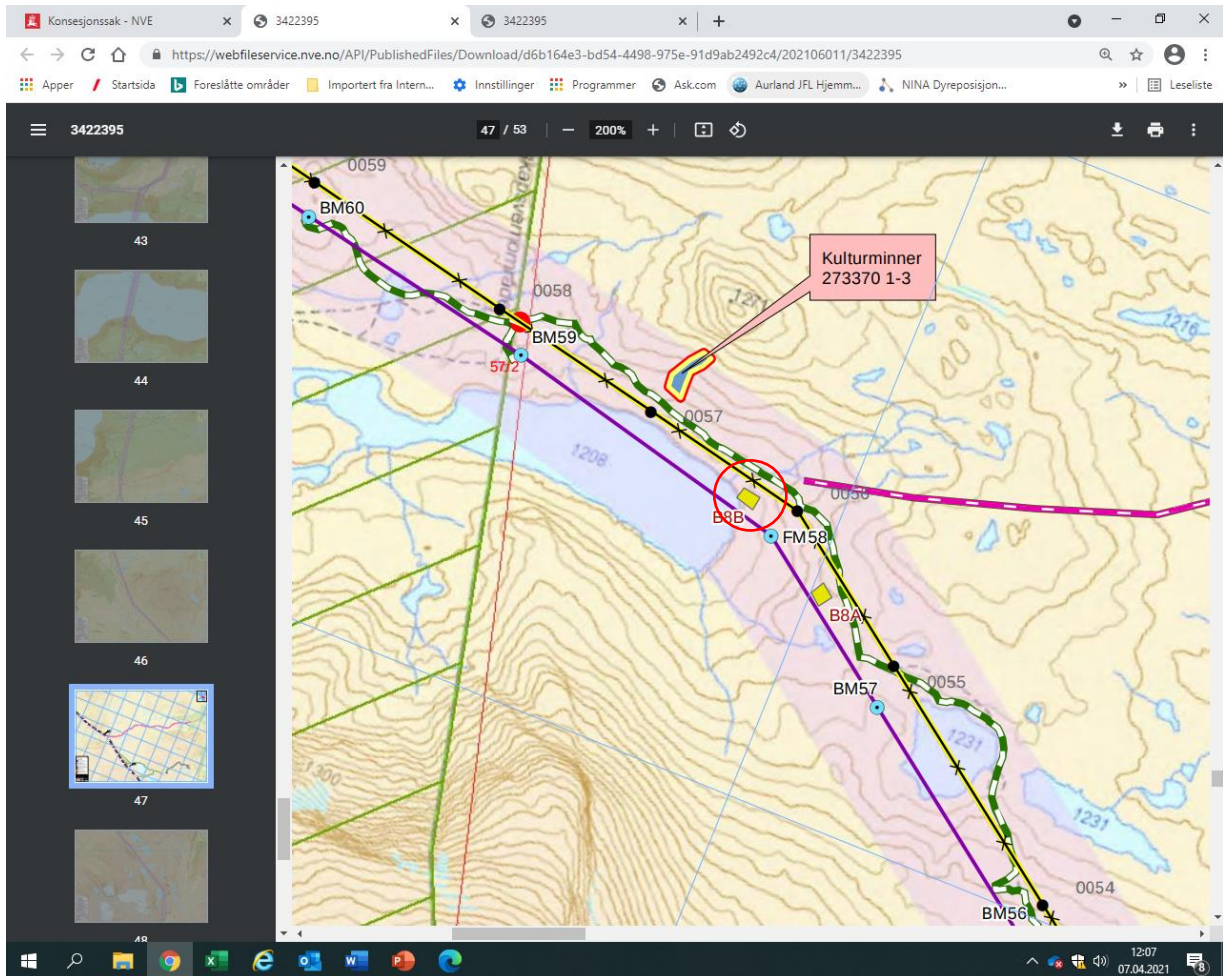 Konsesjonssak - NVE
3422395
3422395
https://webfileservice.nve.no/API/PublishedFiles/Download/d6b164e3-bd54-4498-975e-91d9ab2492c4/202106011/3422395
Apper
Startsida
Foreslåtte områder
Importert fra Intern...
Innstillinger
Programmer
Ask.com
Aurland JFL Hjemm...
NINA Dyreposisjon...
»
Leseliste
3422395
47 / 53
200%
43
44
45
46
47
48
0059
BM60
0058
BM59
57/2
Kulturminner
273370 1-3
1271
1216
0057
1208
0056
B8B
FM58
B8A
0055
BM57
1231
1300
1231
0054
BM56
12:07
07.04.2021
8